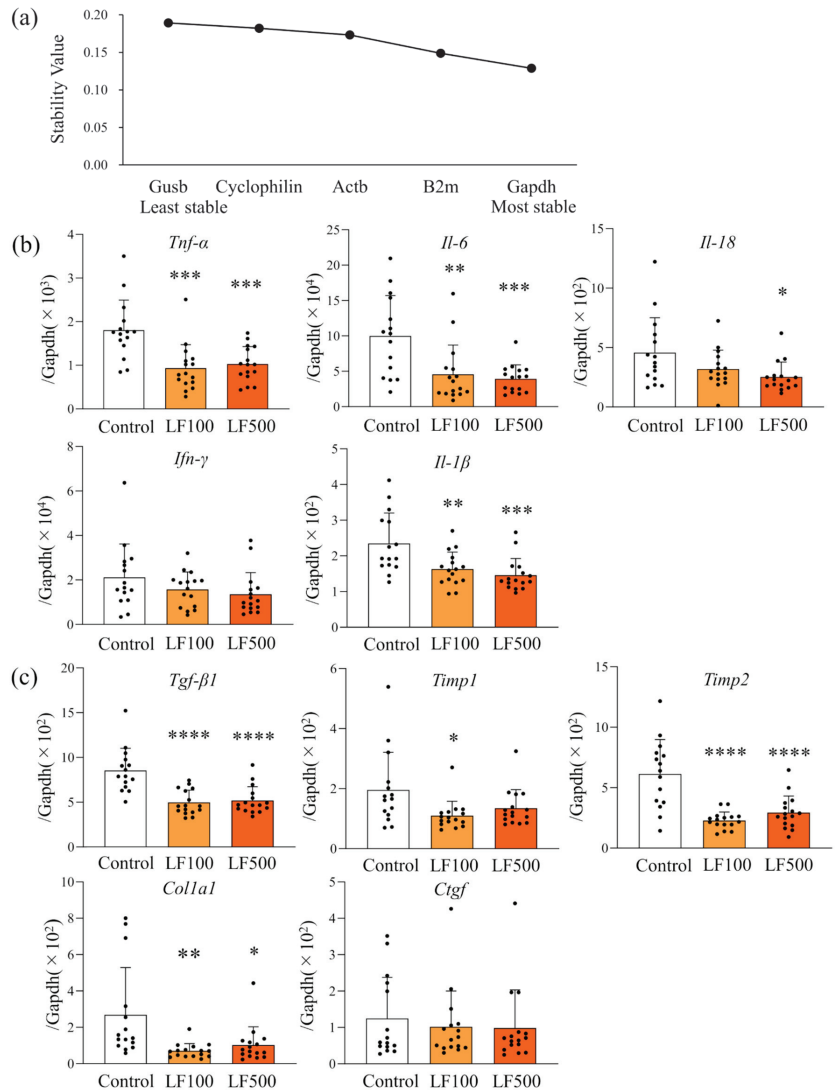 (a)
Stability Value
0.20
0.15
0.10
0.05
0.00
Gusb Cyclophilin Actb B2m Gapdh
Least stable Most stable
(b)
Tnf-α
/Gapdh(×10³)
4
3
2
1
0
***
***
Control LF100 LF500
Il-6
/Gapdh(×10⁴)
25
20
15
10
5
0
**
***
Control LF100 LF500
Il-18
/Gapdh(×10²)
15
10
5
0
*
Control LF100 LF500
Ifn-γ
/Gapdh(×10⁴)
8
6
4
2
0
Control LF100 LF500
Il-1β
/Gapdh(×10²)
5
4
3
2
1
0
**
***
Control LF100 LF500
(c)
Tgf-β1
/Gapdh(×10²)
20
15
10
5
0
****
****
Control LF100 LF500
Timp1
/Gapdh(×10²)
6
4
2
0
*
Control LF100 LF500
Timp2
/Gapdh(×10²)
15
10
5
0
****
****
Control LF100 LF500
Col1a1
/Gapdh(×10²)
10
8
6
4
2
0
**
*
Control LF100 LF500
Ctgf
/Gapdh(×10²)
5
4
3
2
1
0
Control LF100 LF500